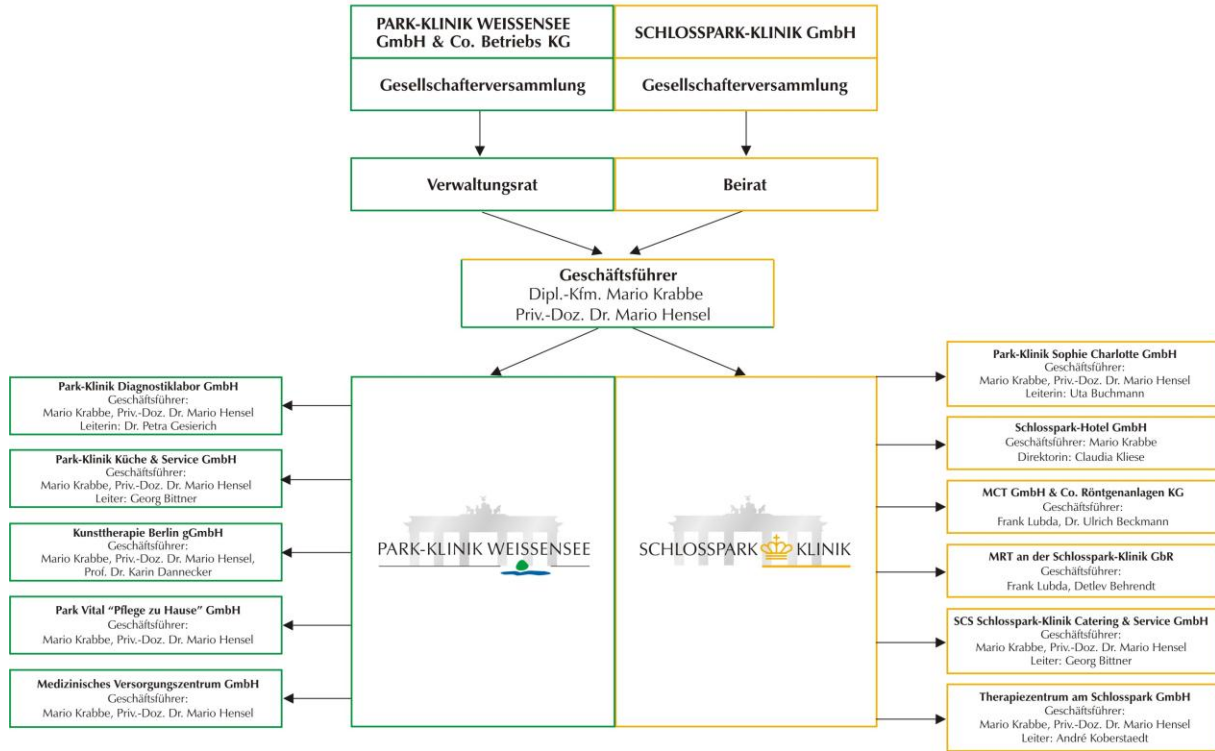 PARK-KLINIK WEISSENSEE
GmbH & Co. Betriebs KG
SCHLOSSPARK-KLINIK GmbH
Gesellschafterversammlung
Gesellschafterversammlung
Verwaltungsrat
Beirat
Geschäftsführer
Dipl.-Kfm. Mario Krabbe
Priv.-Doz. Dr. Mario Hensel
Park-Klinik Diagnostiklabor GmbH
Geschäftsführer:
Mario Krabbe, Priv.-Doz. Dr. Mario Hensel
Leiterin: Dr. Petra Gesierich
Park-Klinik Küche & Service GmbH
Geschäftsführer:
Mario Krabbe, Priv.-Doz. Dr. Mario Hensel
Leiter: Georg Bittner
Kunsttherapie Berlin gGmbH
Geschäftsführer:
Mario Krabbe, Priv.-Doz. Dr. Mario Hensel,
Prof. Dr. Karin Dannecker
Park Vital "Pflege zu Hause" GmbH
Geschäftsführer:
Mario Krabbe, Priv.-Doz. Dr. Mario Hensel
Medizinisches Versorgungszentrum GmbH
Geschäftsführer:
Mario Krabbe, Priv.-Doz. Dr. Mario Hensel
PARK-KLINIK WEISSENSEE
SCHLOSSPARK KLINIK
Park-Klinik Sophie Charlotte GmbH
Geschäftsführer:
Mario Krabbe, Priv.-Doz. Dr. Mario Hensel
Leiterin: Uta Buchmann
Schlosspark-Hotel GmbH
Geschäftsführer: Mario Krabbe
Direktorin: Claudia Kliese
MCT GmbH & Co. Röntgenanlagen KG
Geschäftsführer:
Frank Lubda, Dr. Ulrich Beckmann
MRT an der Schlosspark-Klinik GbR
Geschäftsführer:
Frank Lubda, Detlev Behrendt
SCS Schlosspark-Klinik Catering & Service GmbH
Geschäftsführer:
Mario Krabbe, Priv.-Doz. Dr. Mario Hensel
Leiter: Georg Bittner
Therapiezentrum am Schlosspark GmbH
Geschäftsführer:
Mario Krabbe, Priv.-Doz. Dr. Mario Hensel
Leiter: André Koberstaedt